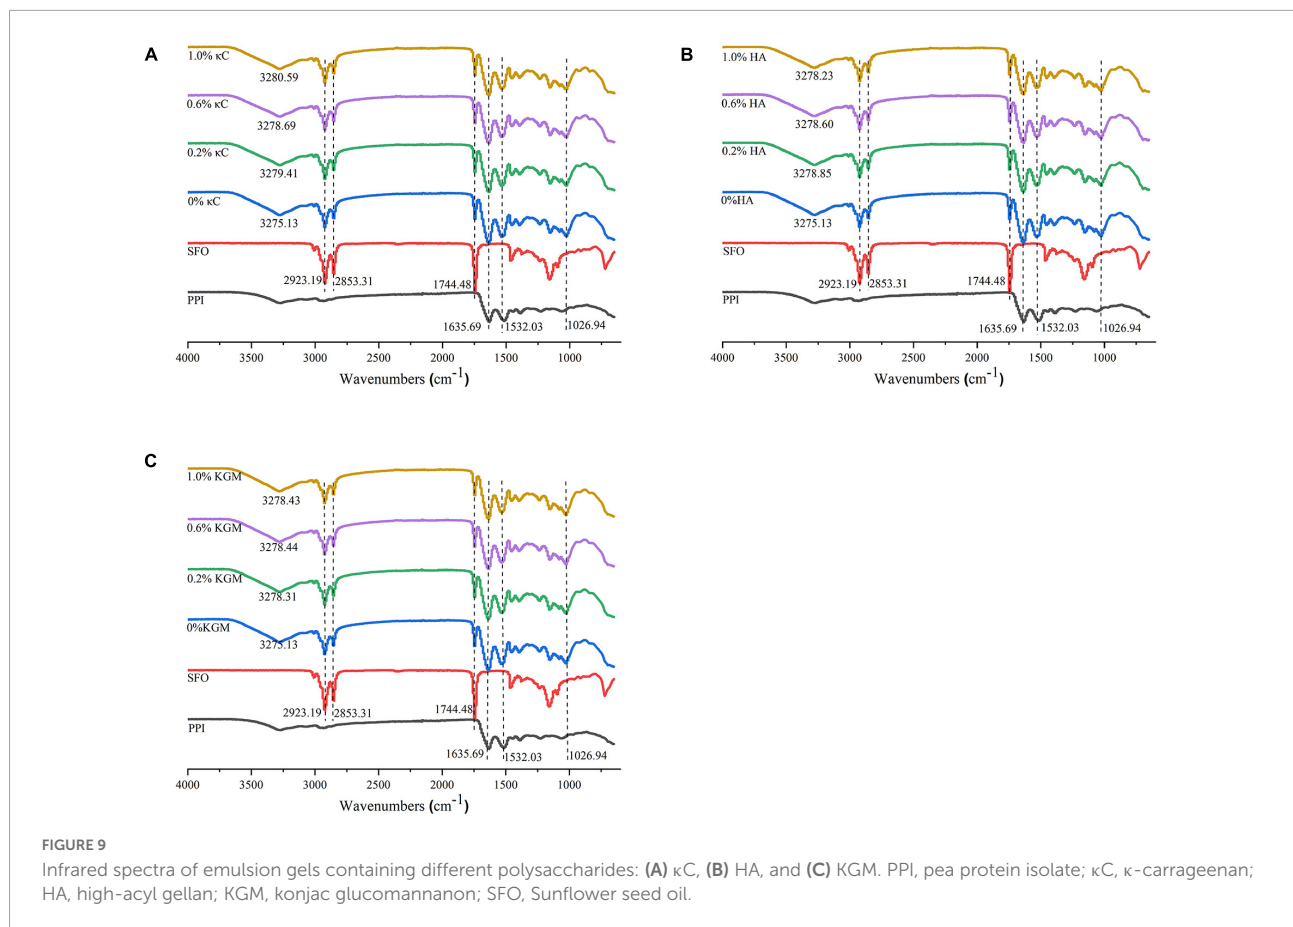 A
1.0% κC
3280.59
0.6% κC
3278.69
0.2% κC
3279.41
0% κC
3275.13
SFO
2923.19
2853.31
1744.48
PPI
1635.69
1532.03
1026.94
4000 3500 3000 2500 2000 1500 1000
Wavenumbers (cm-1)
B
1.0% HA
3278.23
0.6% HA
3278.60
0.2% HA
3278.85
0%HA
3275.13
SFO
2923.19
2853.31
1744.48
PPI
1635.69
1532.03
1026.94
4000 3500 3000 2500 2000 1500 1000
Wavenumbers (cm-1)
C
1.0% KGM
3278.43
0.6% KGM
3278.44
0.2% KGM
3278.31
0%KGM
3275.13
SFO
2923.19
2853.31
1744.48
PPI
1635.69
1532.03
1026.94
4000 3500 3000 2500 2000 1500 1000
Wavenumbers (cm-1)
FIGURE 9
Infrared spectra of emulsion gels containing different polysaccharides: (A) κC, (B) HA, and (C) KGM. PPI, pea protein isolate; κC, κ-carrageenan;
HA, high-acyl gellan; KGM, konjac glucomannanon; SFO, Sunflower seed oil.